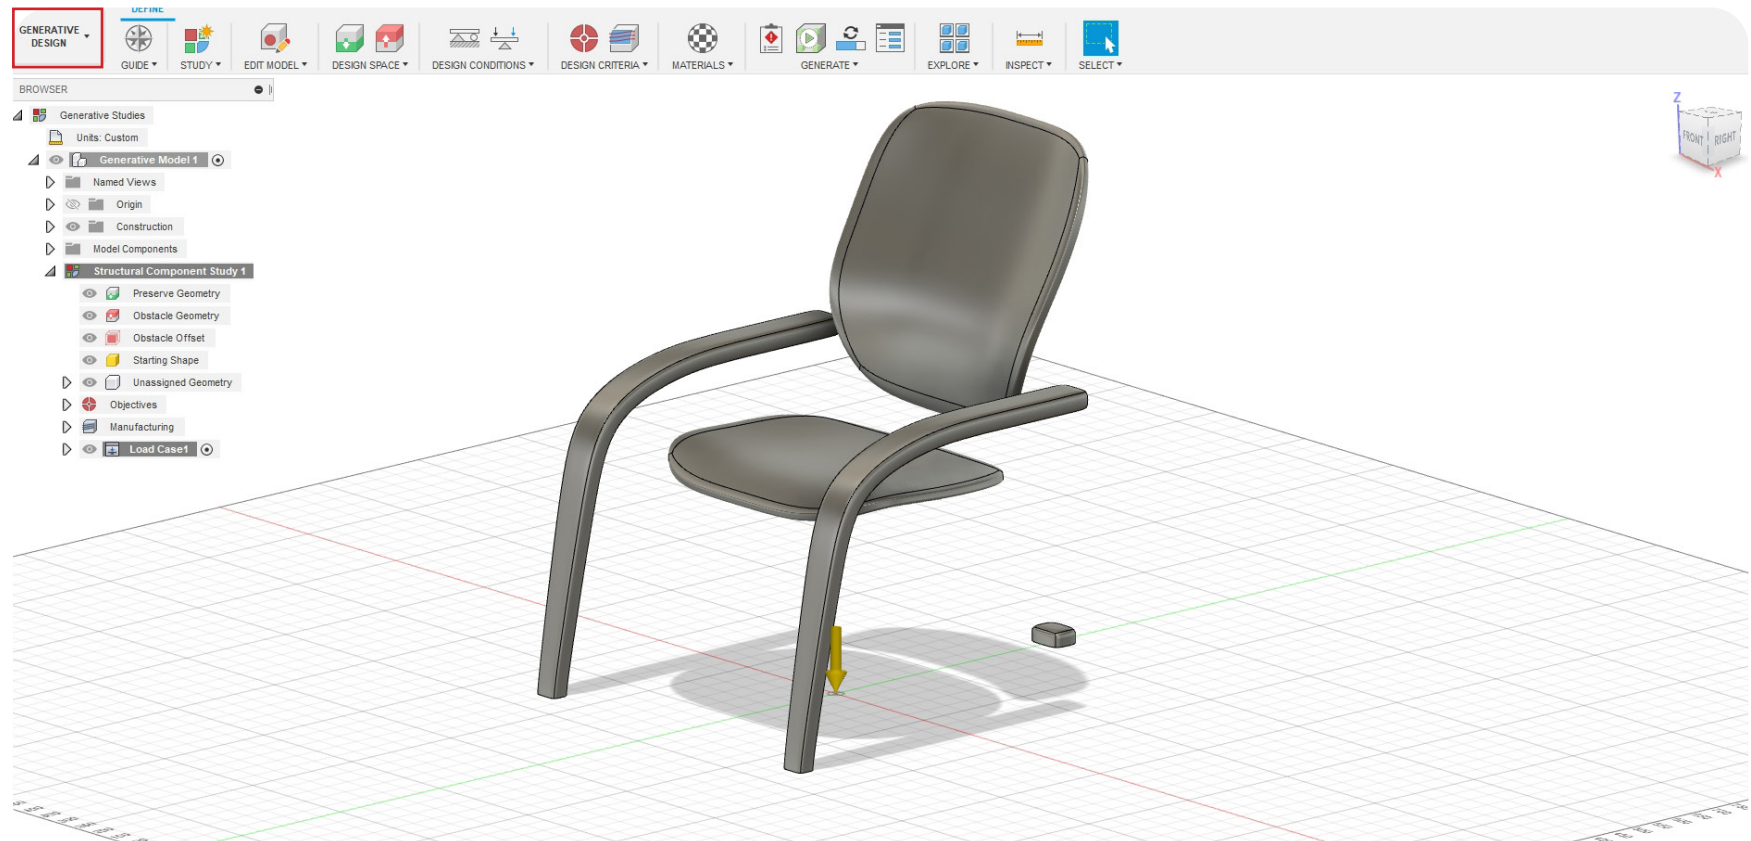 DEFINE
GENERATIVE
DESIGN
GUIDE
STUDY
EDIT MODEL
DESIGN SPACE
DESIGN CONDITIONS
DESIGN CRITERIA
MATERIALS
GENERATE
EXPLORE
INSPECT
SELECT
BROWSER
Generative Studies
Units: Custom
Generative Model 1
Named Views
Origin
Construction
Model Components
Structural Component Study 1
Preserve Geometry
Obstacle Geometry
Obstacle Offset
Starting Shape
Unassigned Geometry
Objectives
Manufacturing
Load Case1
Z
FRONT
RIGHT
X